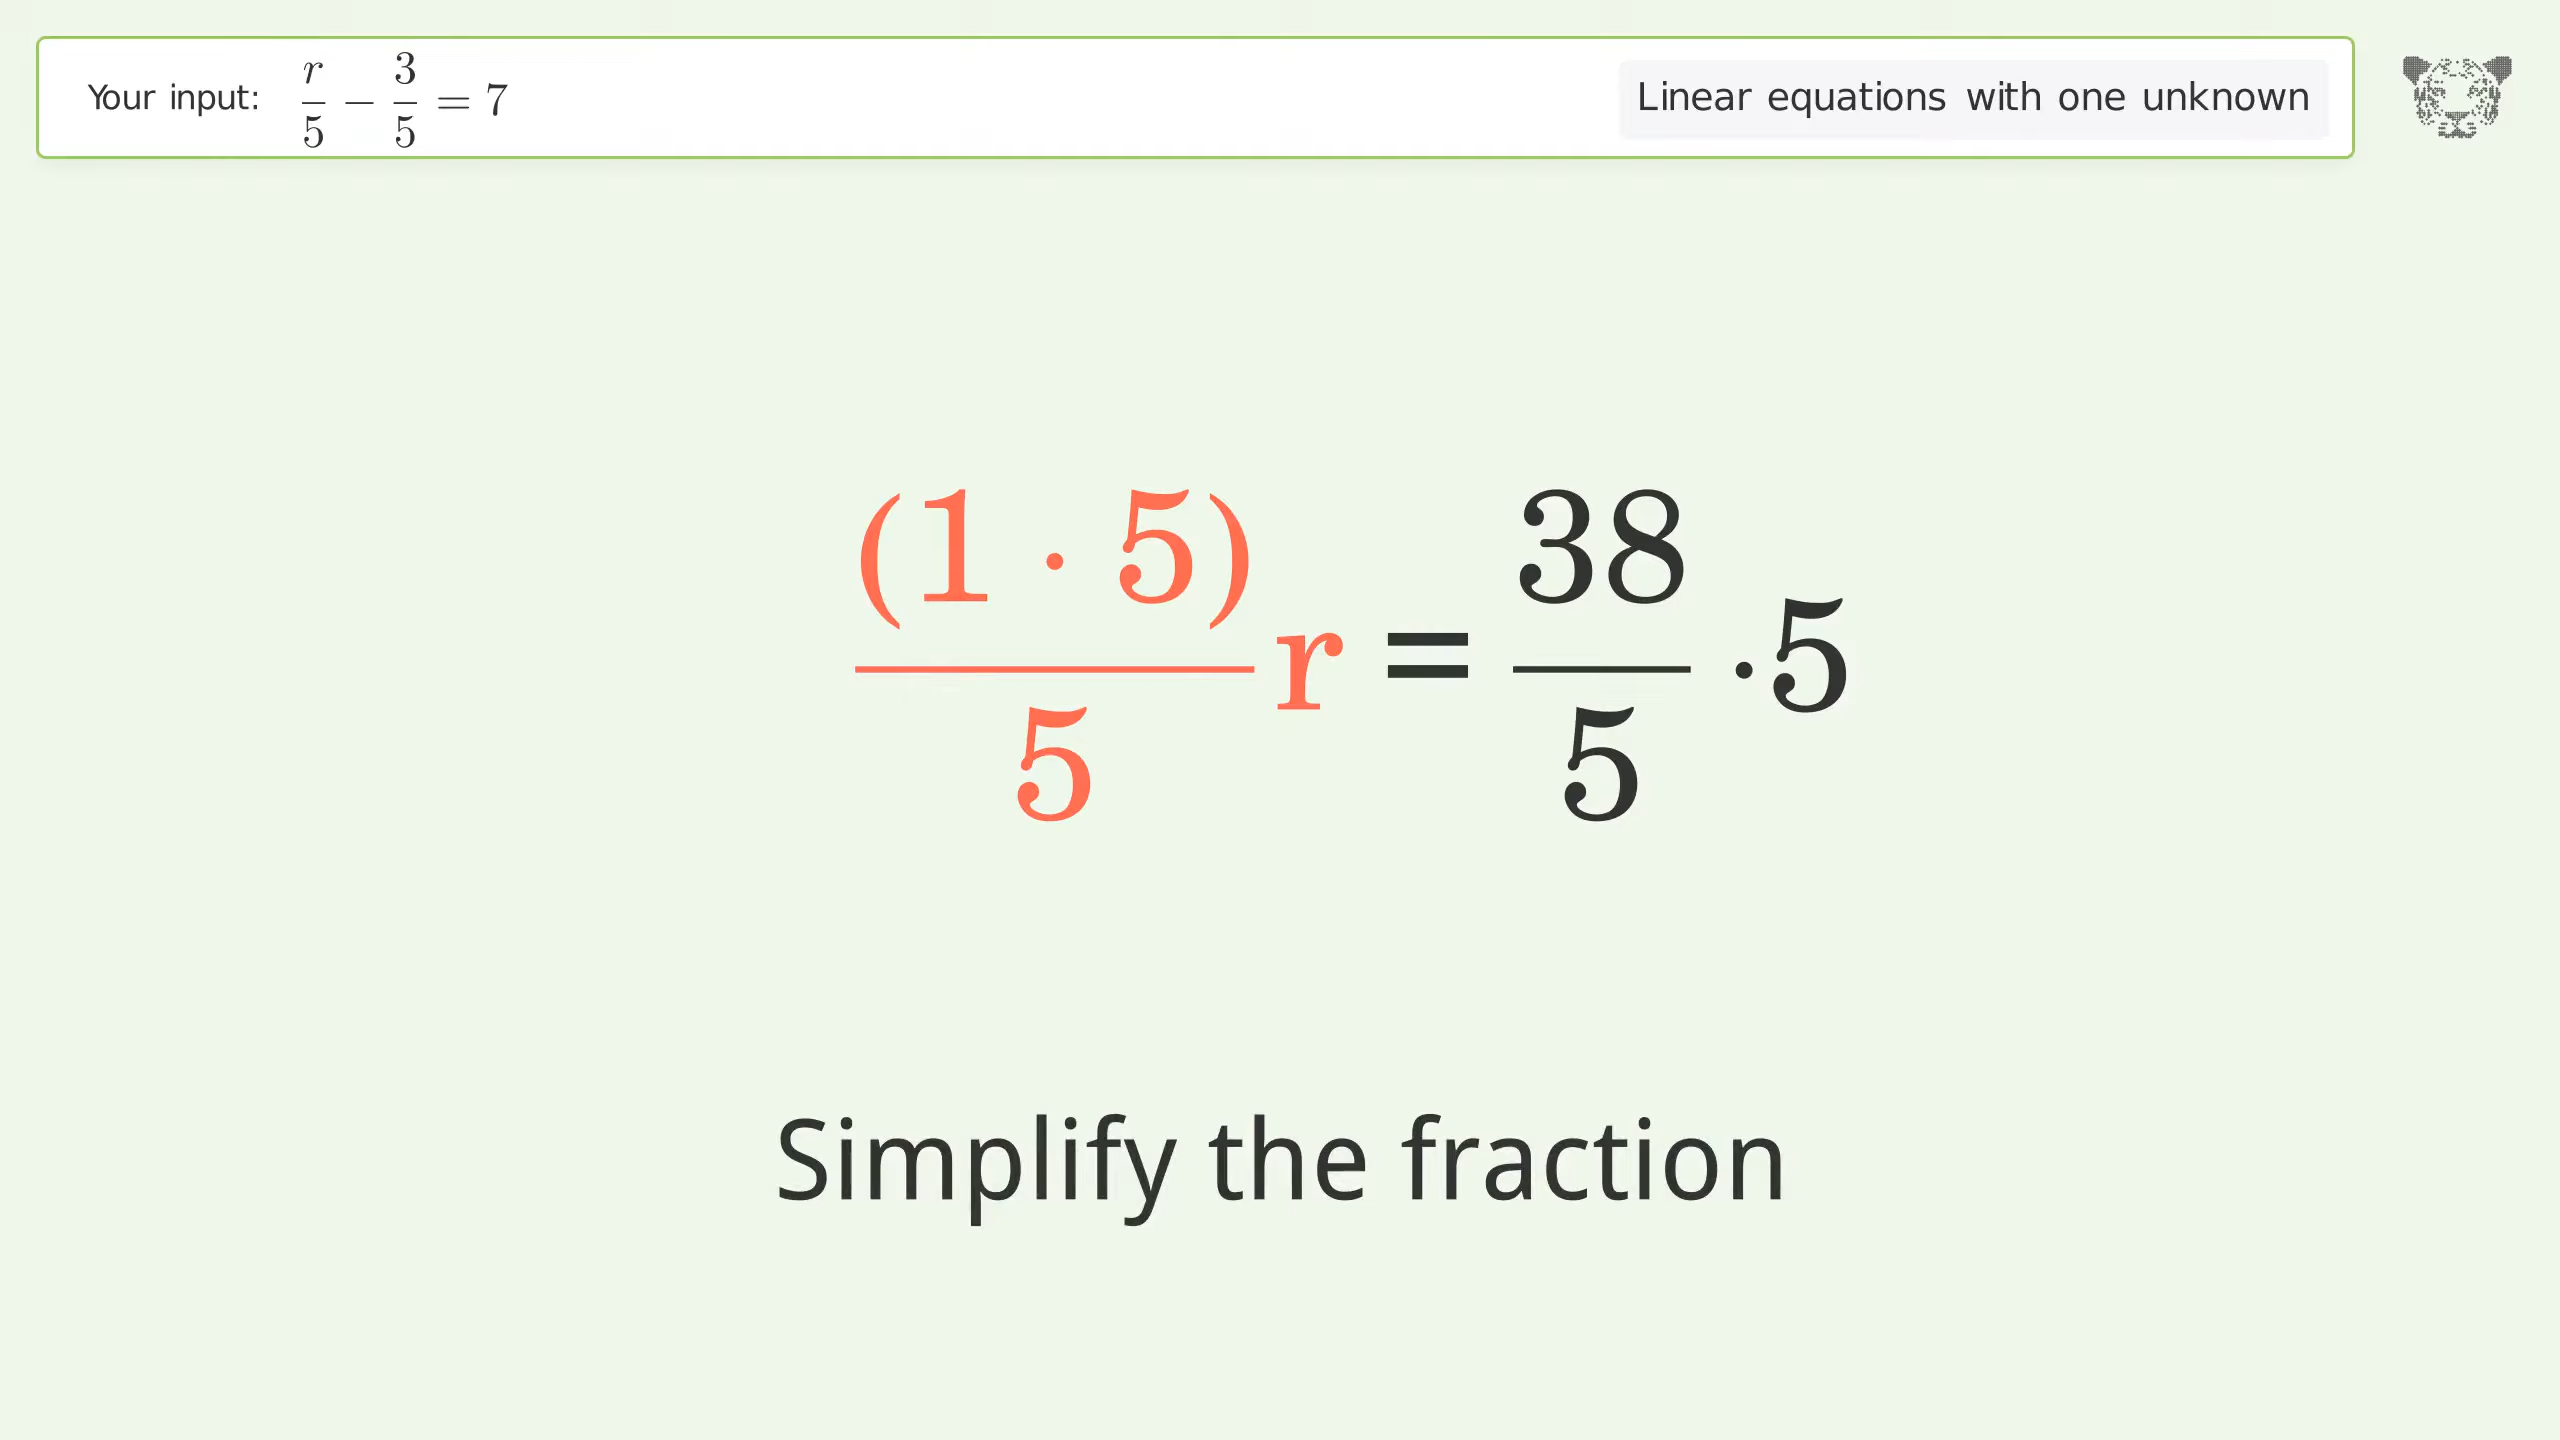 Your input: r/5 − 3/5 = 7
Linear equations with one unknown
(1 · 5)/5 r = 38/5 ·5
Simplify the fraction